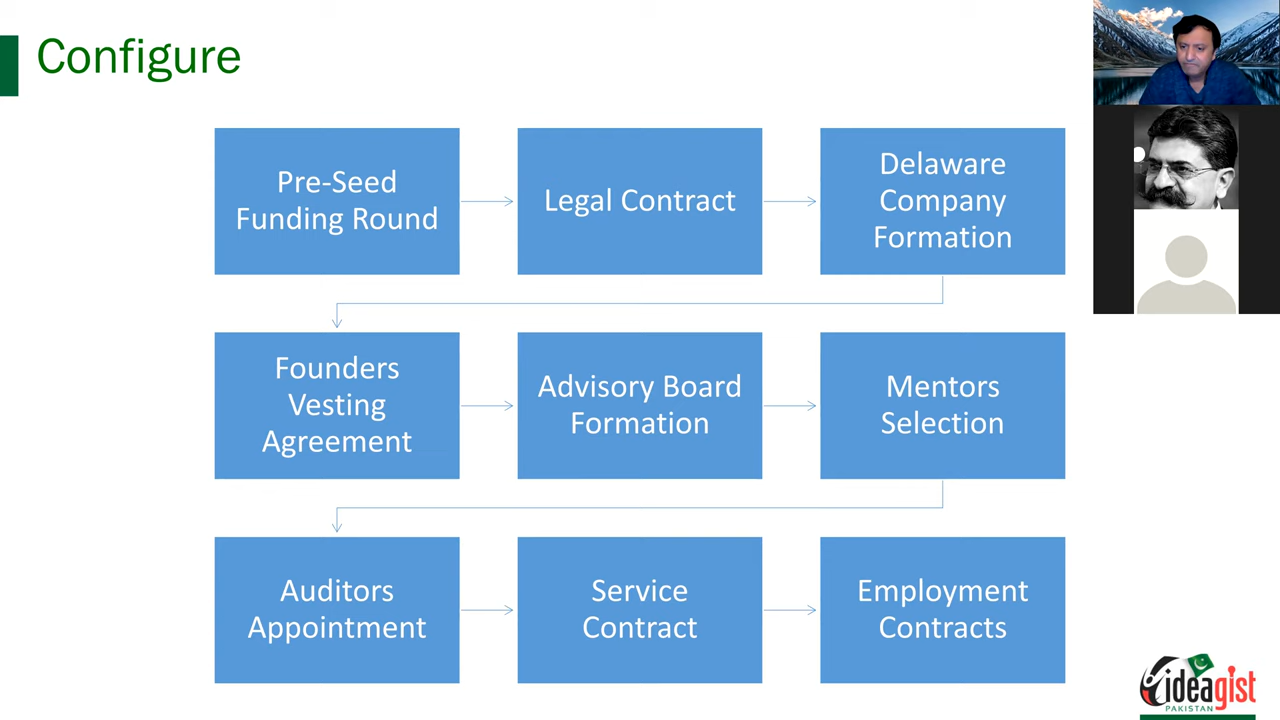 Configure
Pre-Seed
Funding Round
Legal Contract
Delaware
Company
Formation
Founders
Vesting
Agreement
Advisory Board
Formation
Mentors
Selection
Auditors
Appointment
Service
Contract
Employment
Contracts
ideagist
PAKISTAN